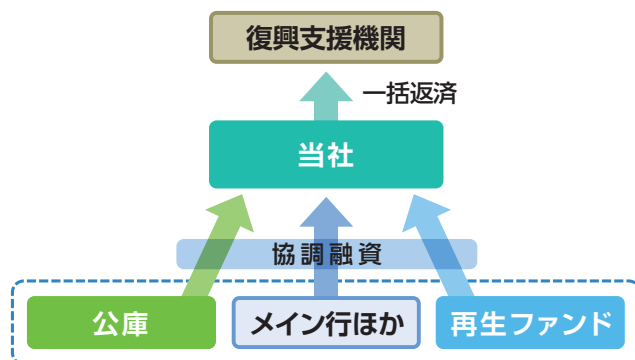 復興支援機関
一括返済
当社
協調融資
公庫
メイン行ほか
再生ファンド